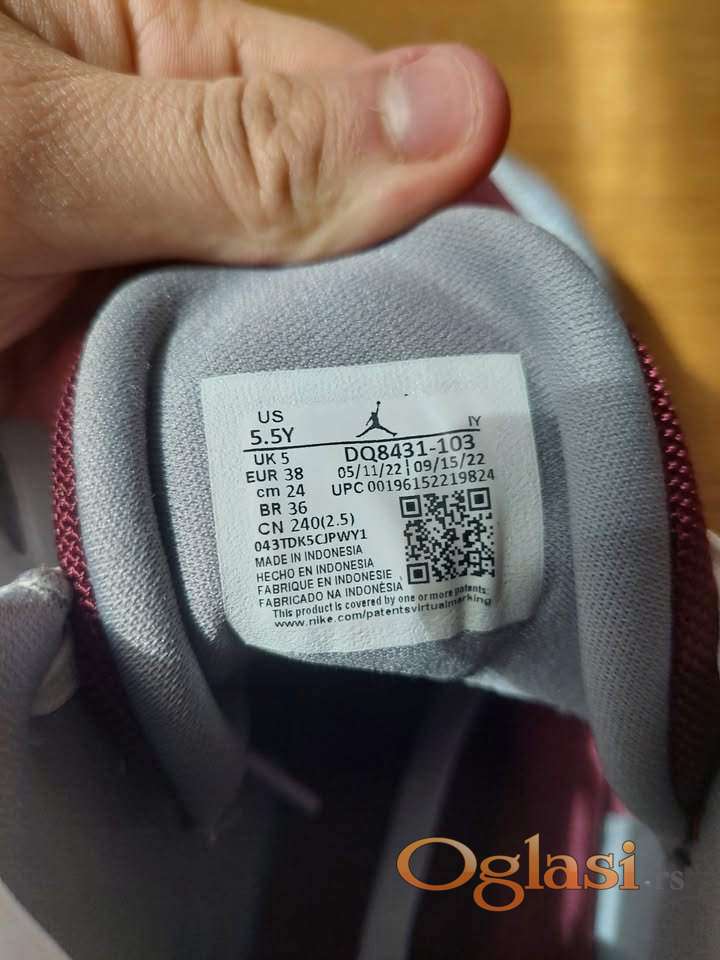 US
5.5Y
IY
UK 5
EUR 38
cm 24
BR 36
CN 240(2.5)
DQ8431-103
05/11/22 | 09/15/22
UPC 00196152219824
043TDK5CJPWY1
MADE IN INDONESIA
HECHO EN INDONESIA
FABRIQUE EN INDONESIE
FABRICADO NA INDONÉSIA
This product is covered by one or more patents:
www.nike.com/patentsvirtualmarking
Oglasi.rs